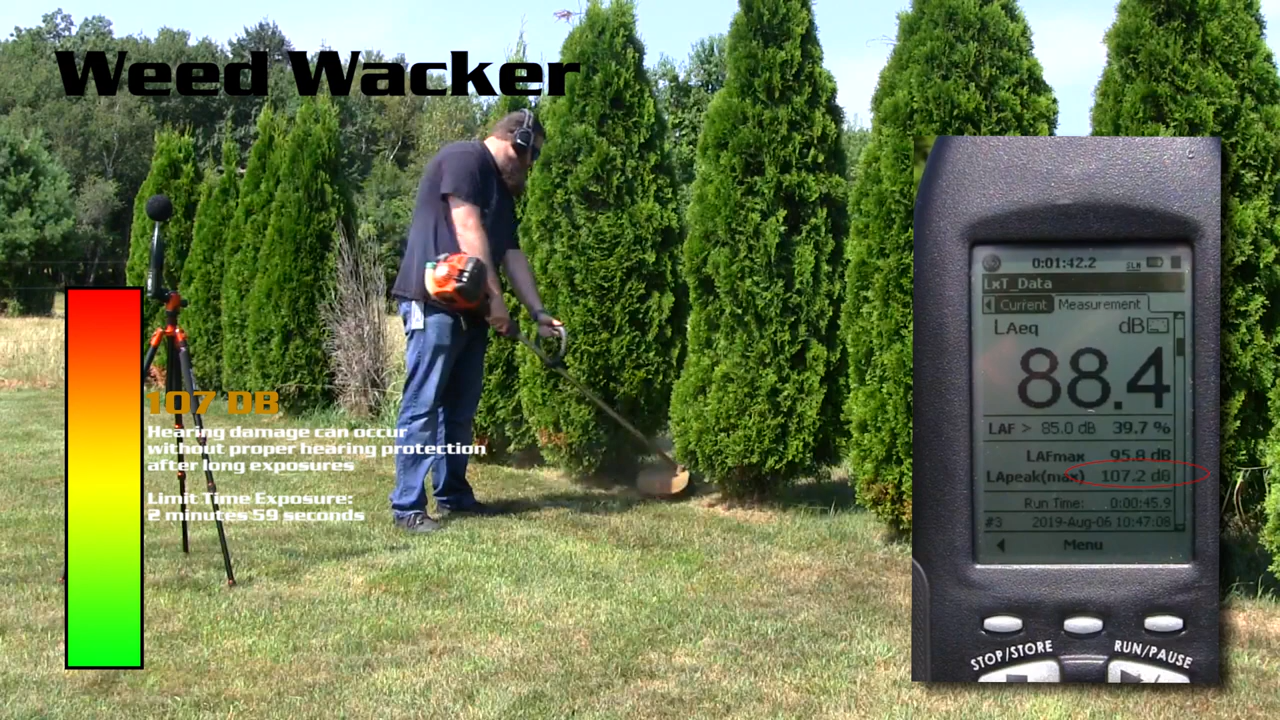 Weed Wacker
107 DB
Hearing damage can occur
without proper hearing protection
after long exposures
Limit Time Exposure:
2 minutes 59 seconds
0:01:42.2 SLM
LxT_Data
Current Measurement
LAeq dB
88.4
LAF > 85.0 dB 39.7 %
LAFmax 95.8 dB
LApeak(max) 107.2 dB
Run Time: 0:00:45.9
#3 2019-Aug-06 10:47:08
Menu
STOP/STORE RUN/PAUSE